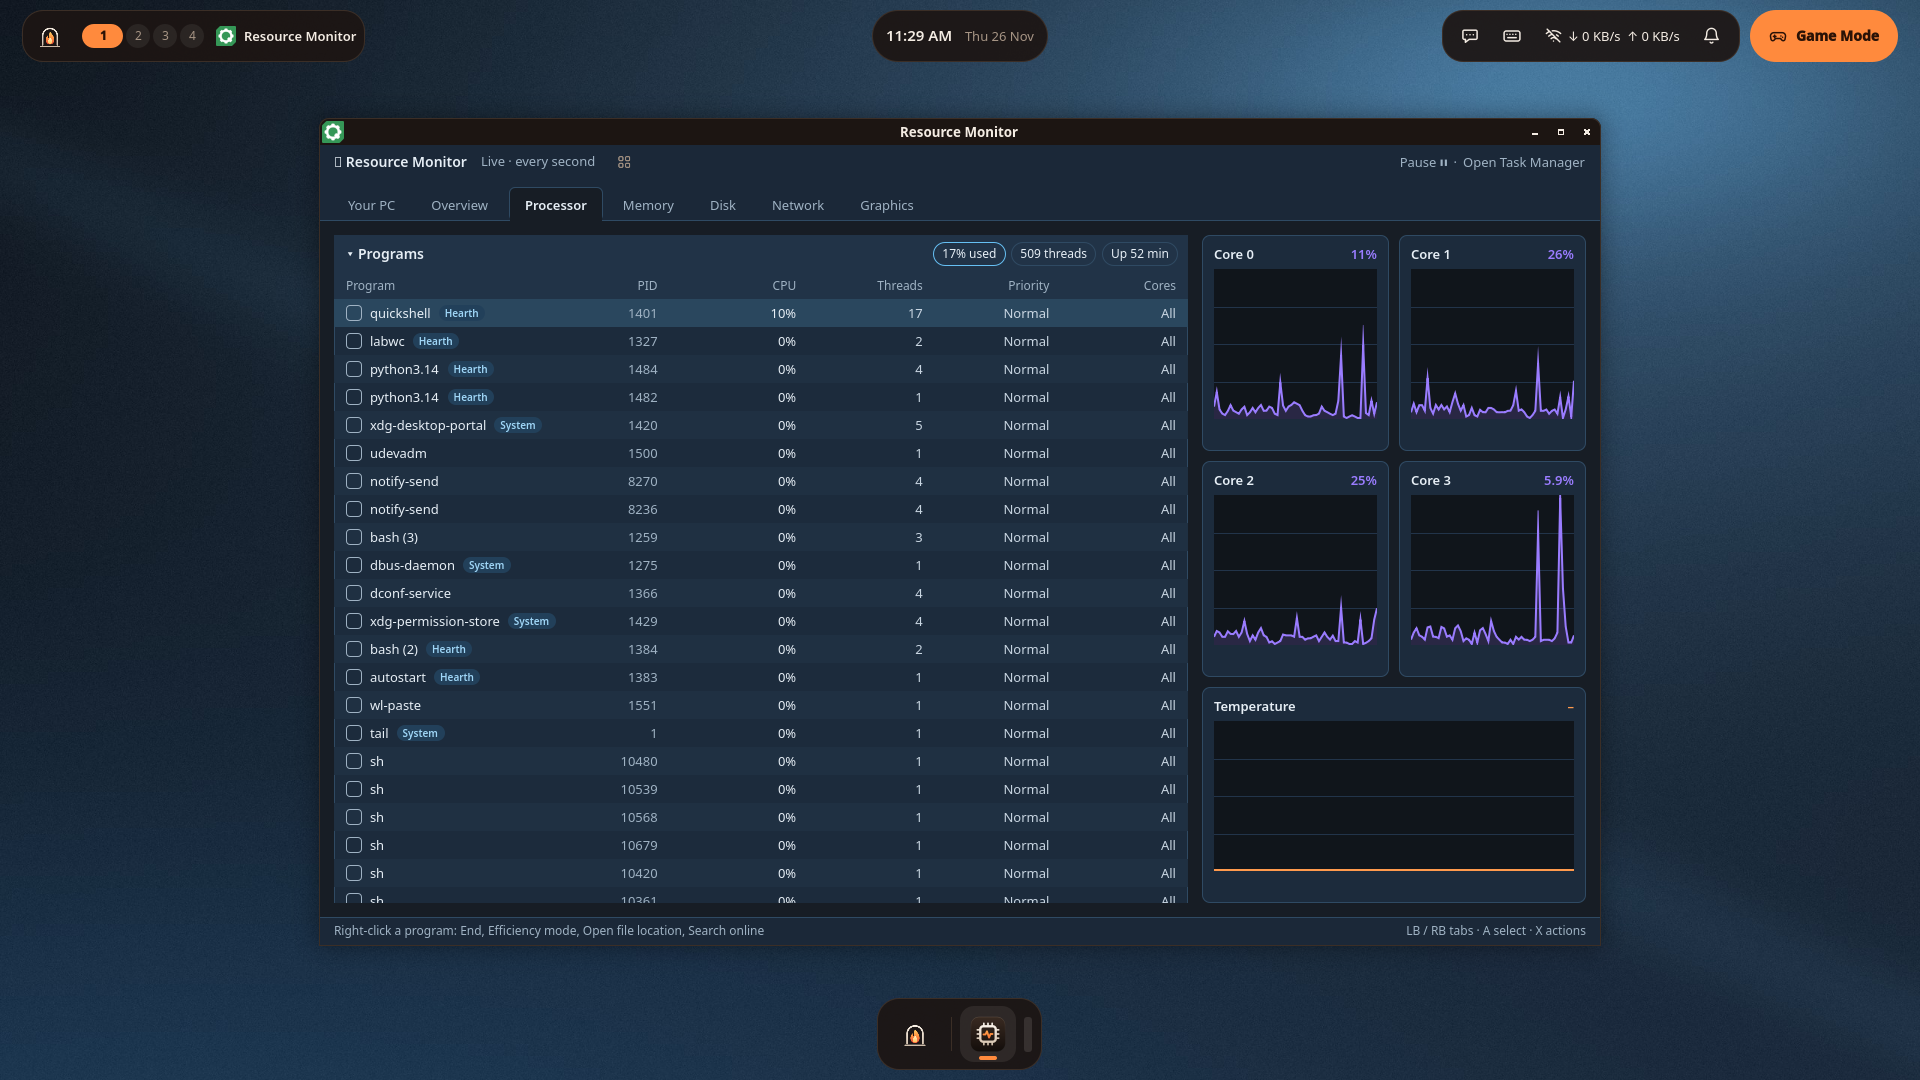 1 2 3 4 Resource Monitor
11:29 AM Thu 26 Nov
↓ 0 KB/s ↑ 0 KB/s
Game Mode
Resource Monitor
Resource Monitor Live · every second
Pause · Open Task Manager
Your PC Overview Processor Memory Disk Network Graphics
Programs 17% used 509 threads Up 52 min
Program PID CPU Threads Priority Cores
quickshell Hearth 1401 10% 17 Normal All
labwc Hearth 1327 0% 2 Normal All
python3.14 Hearth 1484 0% 4 Normal All
python3.14 Hearth 1482 0% 1 Normal All
xdg-desktop-portal System 1420 0% 5 Normal All
udevadm 1500 0% 1 Normal All
notify-send 8270 0% 4 Normal All
notify-send 8236 0% 4 Normal All
bash (3) 1259 0% 3 Normal All
dbus-daemon System 1275 0% 1 Normal All
dconf-service 1366 0% 4 Normal All
xdg-permission-store System 1429 0% 4 Normal All
bash (2) Hearth 1384 0% 2 Normal All
autostart Hearth 1383 0% 1 Normal All
wl-paste 1551 0% 1 Normal All
tail System 1 0% 1 Normal All
sh 10480 0% 1 Normal All
sh 10539 0% 1 Normal All
sh 10568 0% 1 Normal All
sh 10679 0% 1 Normal All
sh 10420 0% 1 Normal All
sh 10361 0% 1 Normal All
Core 0 11%
Core 1 26%
Core 2 25%
Core 3 5.9%
Temperature –
Right-click a program: End, Efficiency mode, Open file location, Search online
LB / RB tabs · A select · X actions